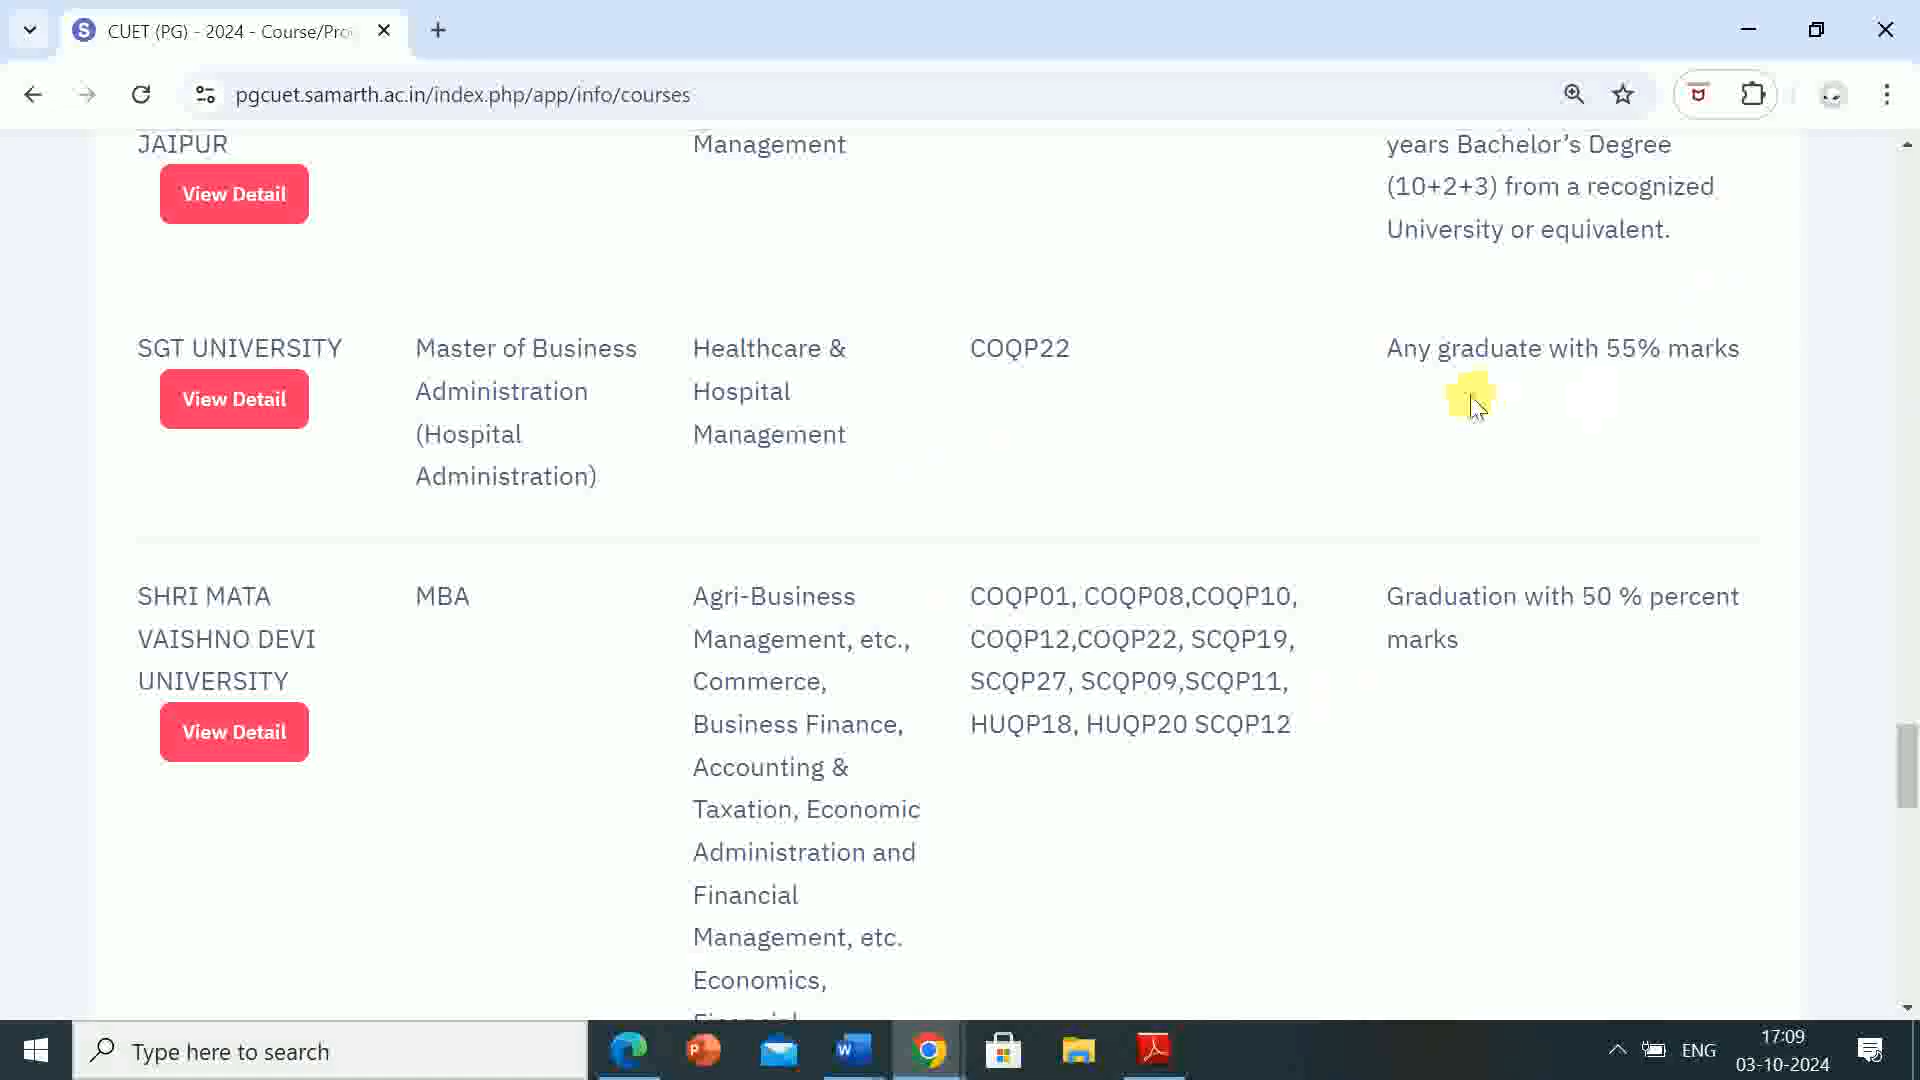 CUET (PG) - 2024 - Course/Pro
pgcuet.samarth.ac.in/index.php/app/info/courses
JAIPUR
View Detail
Management
years Bachelor’s Degree
(10+2+3) from a recognized
University or equivalent.
SGT UNIVERSITY
View Detail
Master of Business
Administration
(Hospital
Administration)
Healthcare &
Hospital
Management
COQP22
Any graduate with 55% marks
SHRI MATA
VAISHNO DEVI
UNIVERSITY
View Detail
MBA
Agri-Business
Management, etc.,
Commerce,
Business Finance,
Accounting &
Taxation, Economic
Administration and
Financial
Management, etc.
Economics,
COQP01, COQP08,COQP10,
COQP12,COQP22, SCQP19,
SCQP27, SCQP09,SCQP11,
HUQP18, HUQP20 SCQP12
Graduation with 50 % percent
marks
Type here to search
ENG
17:09
03-10-2024